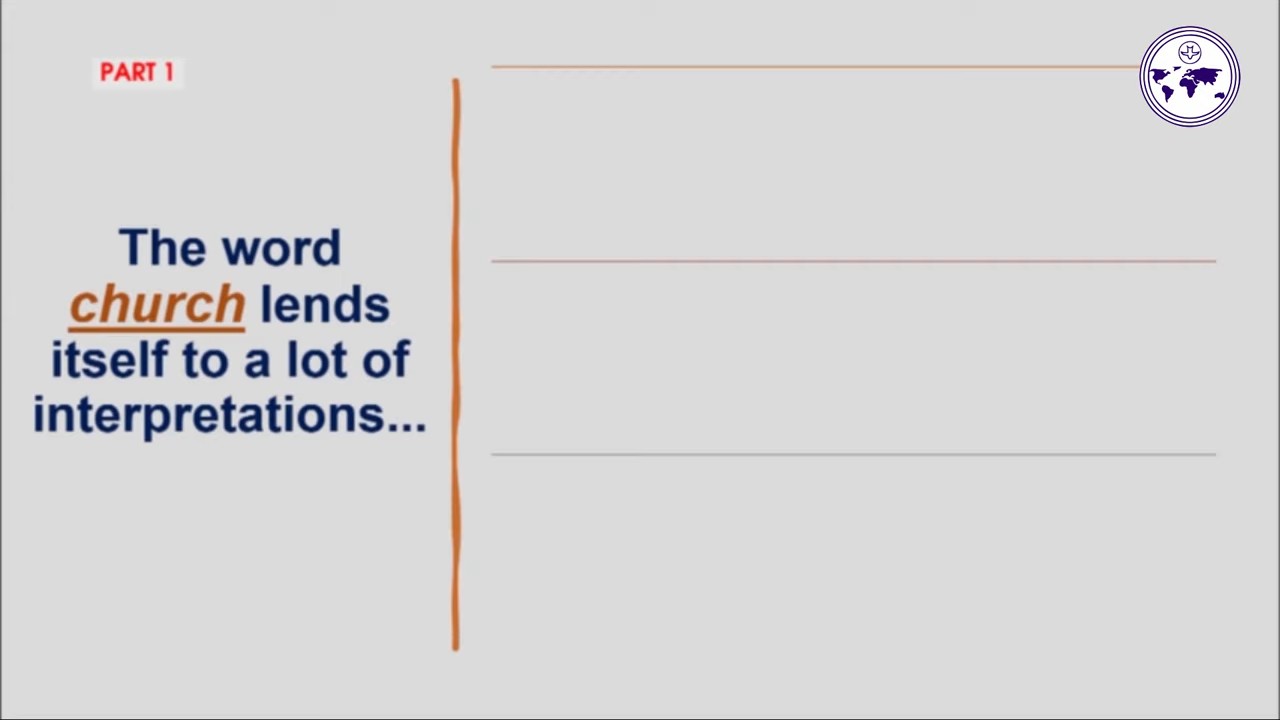 PART 1
The word
church lends
itself to a lot of
interpretations...